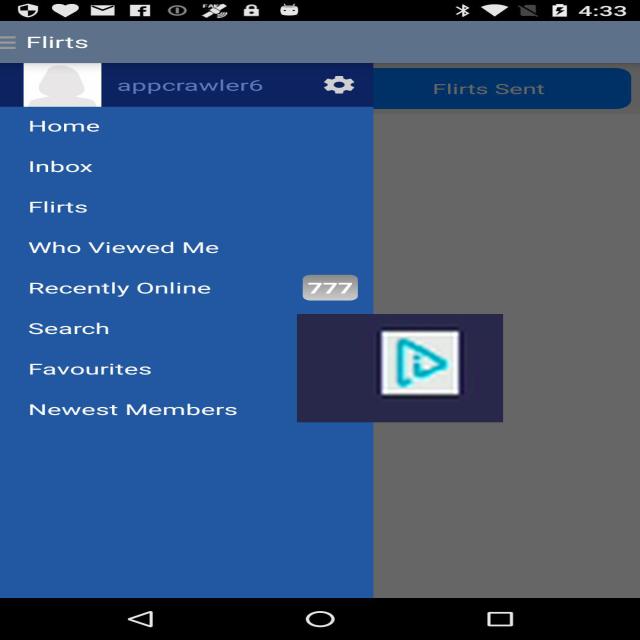 4:33
Flirts
appcrawler6
Flirts Sent
Home
Inbox
Flirts
Who Viewed Me
Recently Online 777
Search
Favourites
Newest Members